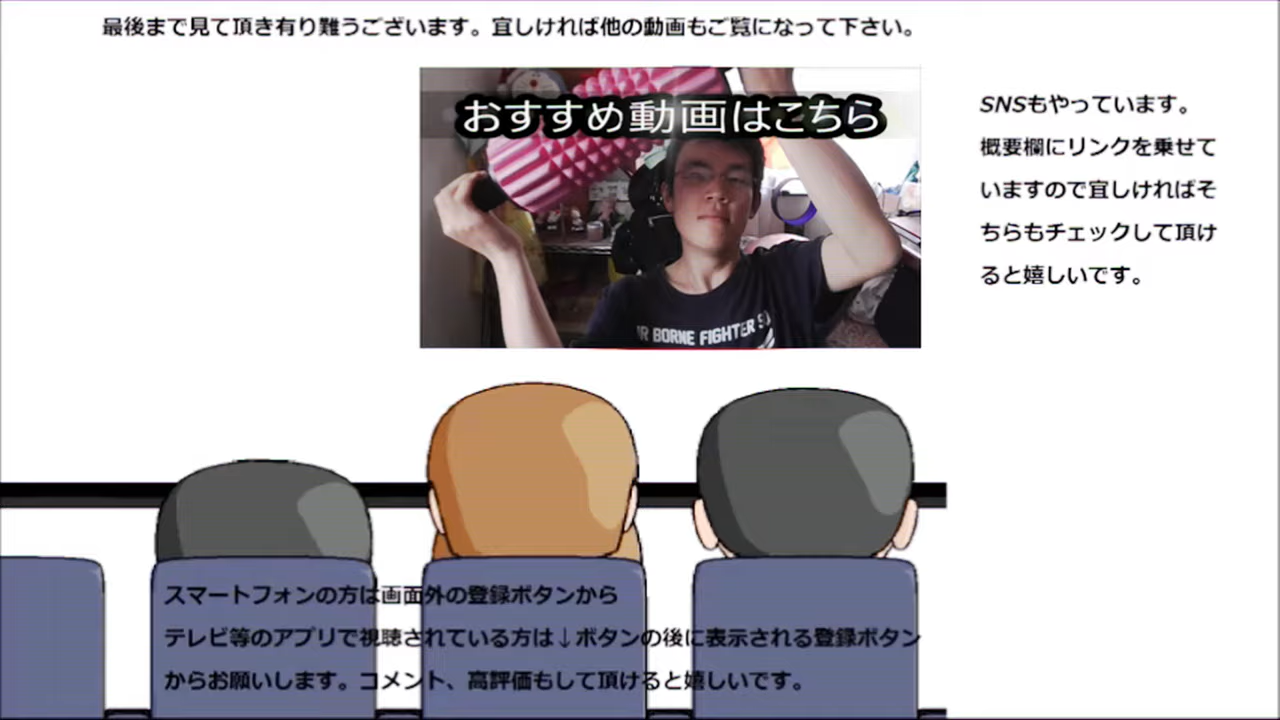 最後まで見て頂き有り難うございます。宜しければ他の動画もご覧になって下さい。
おすすめ動画はこちら
BORNE FIGHTER
SNSもやっています。
概要欄にリンクを乗せて
いますので宜しければそ
ちらもチェックして頂け
ると嬉しいです。
スマートフォンの方は画面外の登録ボタンから
テレビ等のアプリで視聴されている方は↓ボタンの後に表示される登録ボタン
からお願いします。コメント、高評価もして頂けると嬉しいです。